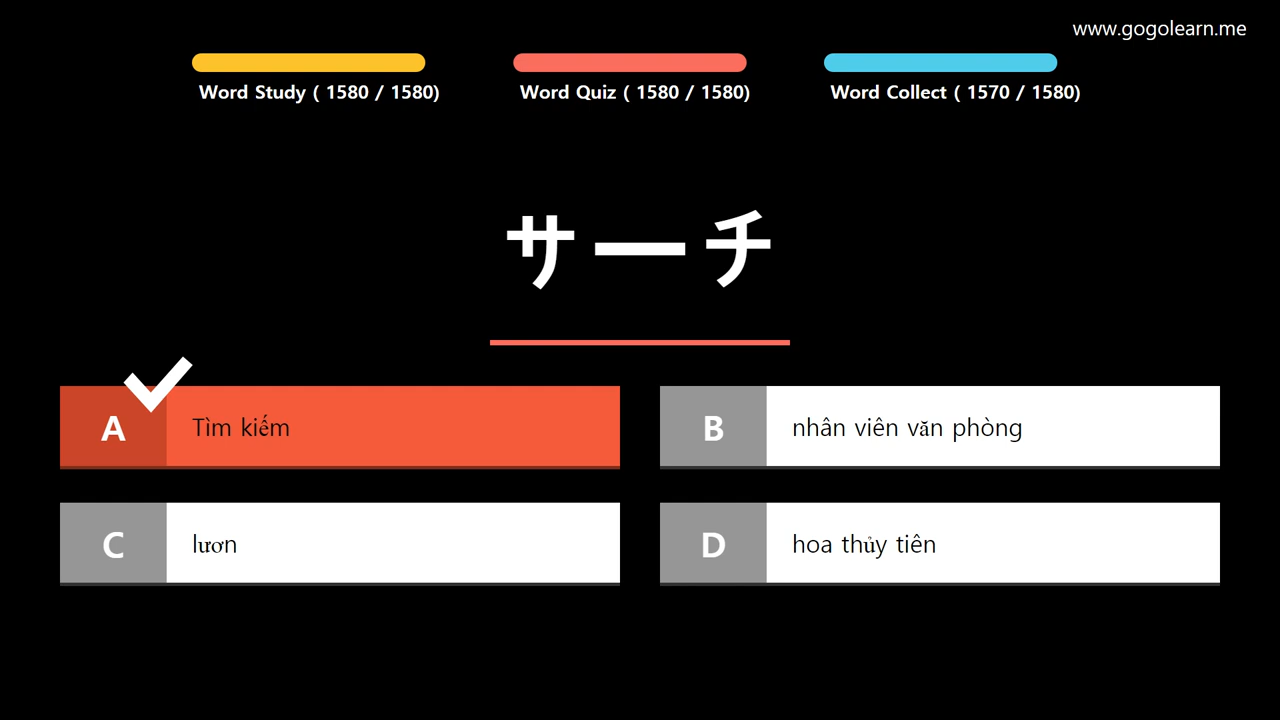 www.gogolearn.me
Word Study ( 1580 / 1580)
Word Quiz ( 1580 / 1580)
Word Collect ( 1570 / 1580)
サーチ
A Tìm kiếm
B nhân viên văn phòng
C lươn
D hoa thủy tiên